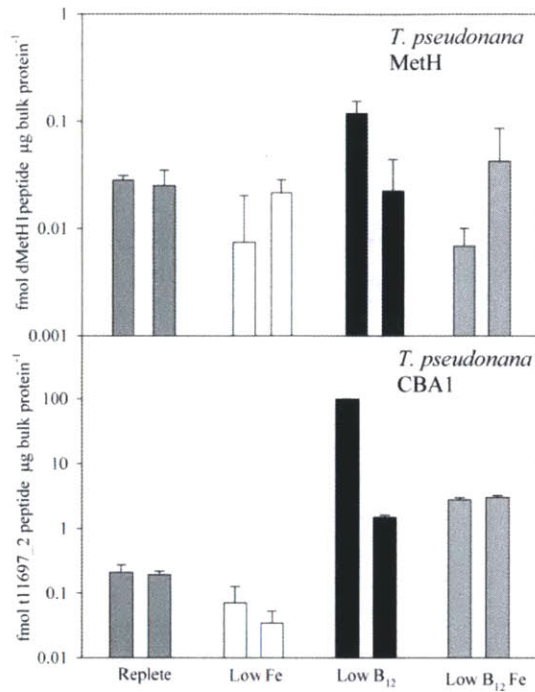 1
T. pseudonana
MetH
0.1
0.01
0.001
fmol dMetH1peptide µg bulk protein⁻¹
T. pseudonana
CBA1
100
10
1
0.1
0.01
fmol t11697_2 peptide µg bulk protein⁻¹
Replete Low Fe Low B₁₂ Low B₁₂ Fe